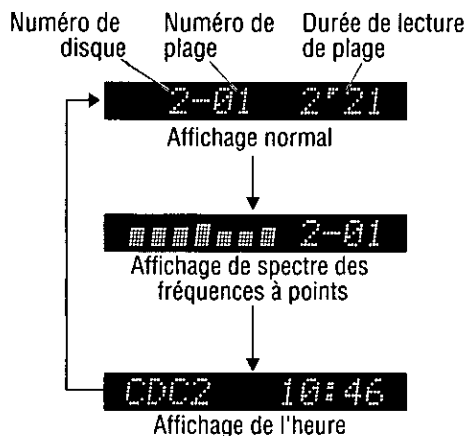 Numéro de disque
Numéro de plage
Durée de lecture de plage
2-01 2'21
Affichage normal
2-01
Affichage de spectre des
fréquences à points
CDC2 10:46
Affichage de l'heure